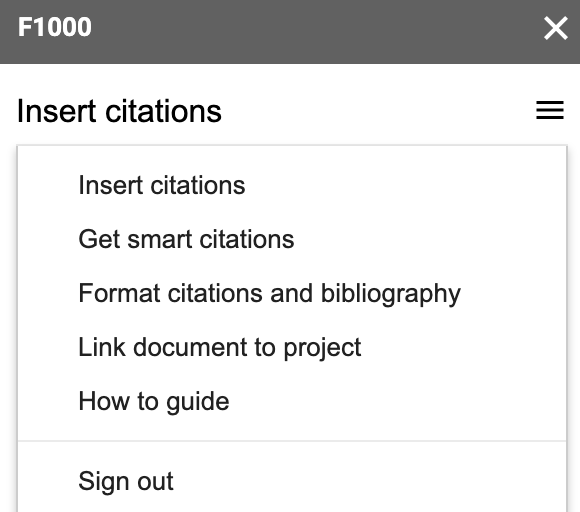 F1000
Insert citations
Insert citations
Get smart citations
Format citations and bibliography
Link document to project
How to guide
Sign out